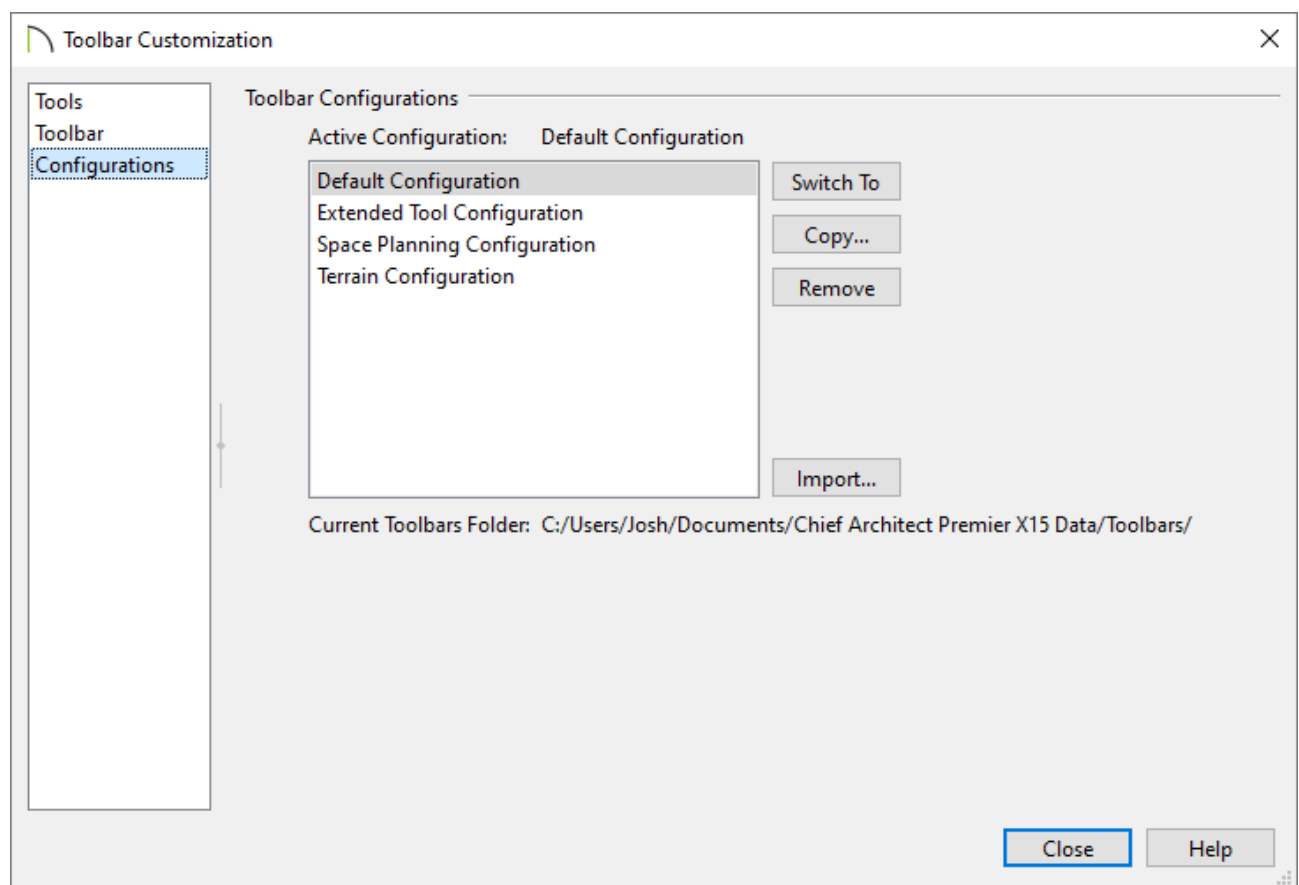 Toolbar Customization
Tools
Toolbar
Configurations
Toolbar Configurations
Active Configuration: Default Configuration
Default Configuration
Extended Tool Configuration
Space Planning Configuration
Terrain Configuration
Switch To
Copy...
Remove
Import...
Current Toolbars Folder: C:/Users/Josh/Documents/Chief Architect Premier X15 Data/Toolbars/
Close
Help